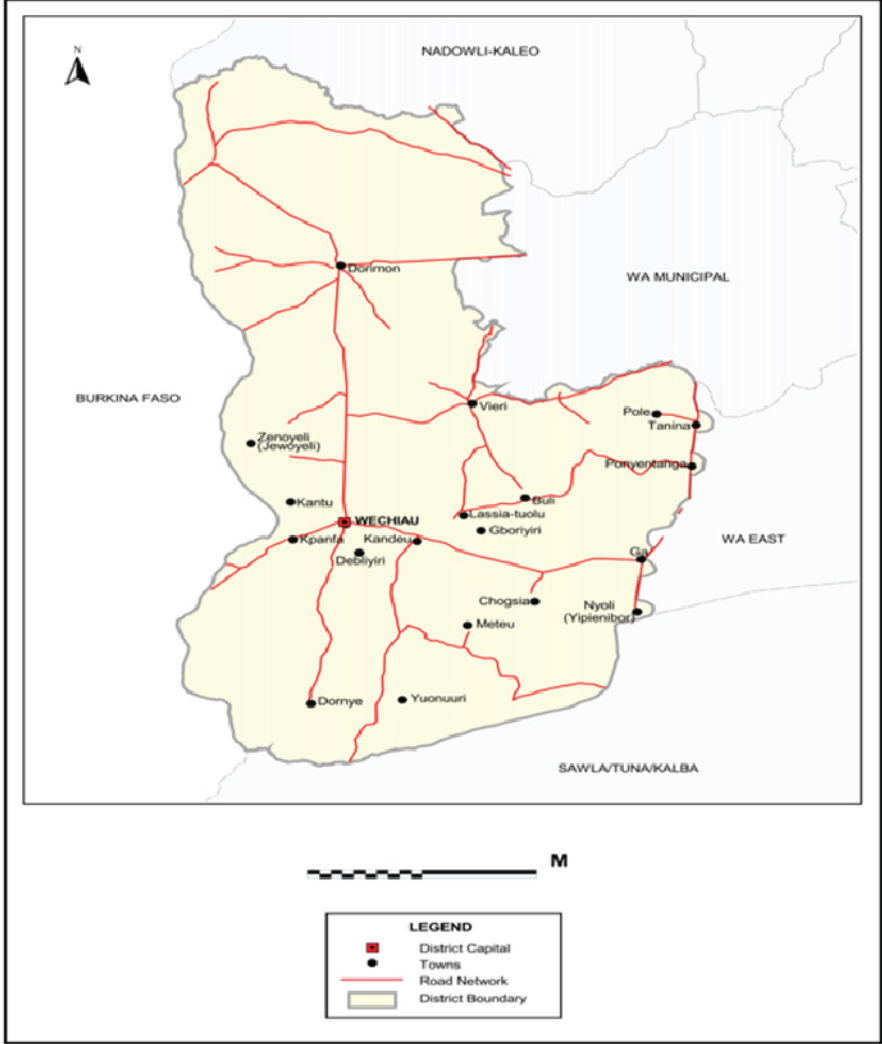 N
NADOWLI-KALEO
WA MUNICIPAL
Dorimon
BURKINA FASO
Vieri
Pole
Tanina
Zenoyeli
(Jewoyeli)
Ponyentanga
Kantu
Buli
Lassia-tuolu
WECHIAU
Gboriyiri
Kpanfa
Kandeu
WA EAST
Ga
Debiliyiri
Chogsia
Nyoli
(Yipienibor)
Meteu
Dornye
Yuonuuri
SAWLA/TUNA/KALBA
M
LEGEND
District Capital
Towns
Road Network
District Boundary